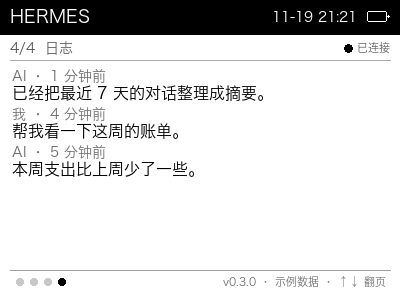 HERMES 11-19 21:21
4/4 日志 已连接
AI · 1 分钟前
已经把最近 7 天的对话整理成摘要。
我 · 4 分钟前
帮我看一下这周的账单。
AI · 5 分钟前
本周支出比上周少了一些。
v0.3.0 · 示例数据 · ↑↓ 翻页